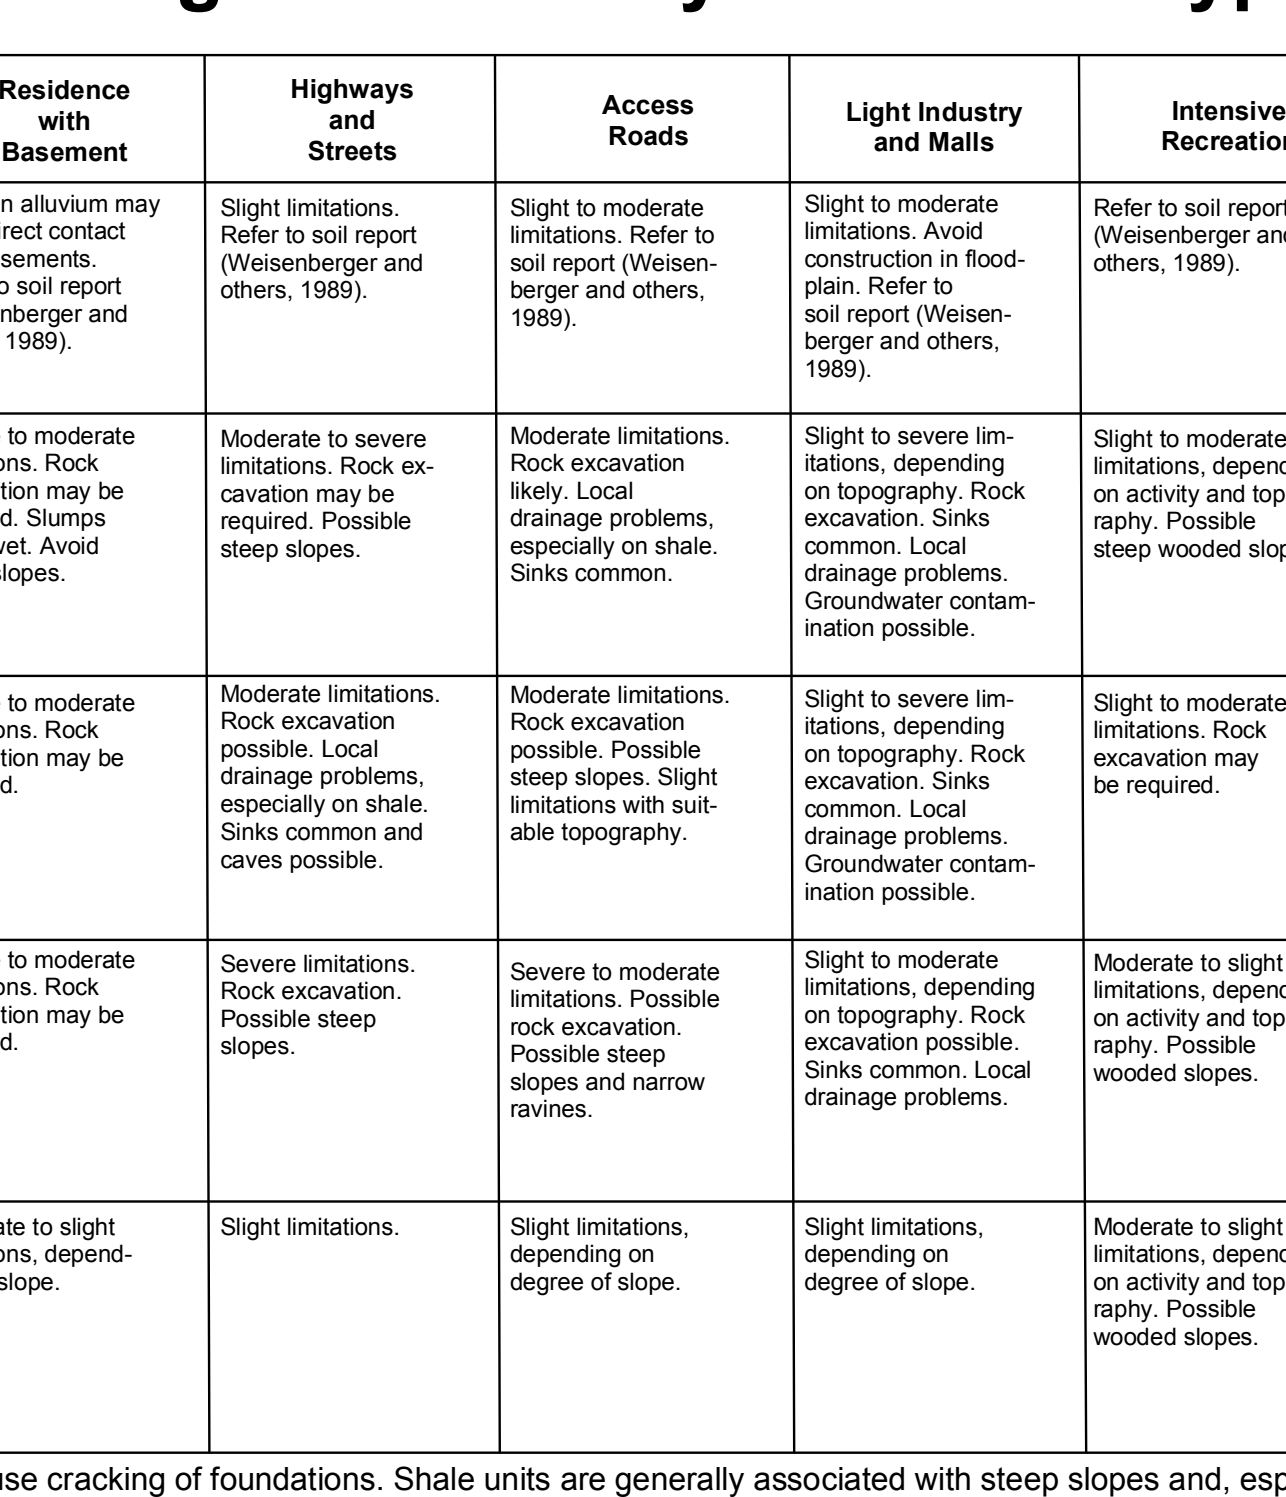 Residence
with
Basement
Highways
and
Streets
Access
Roads
Light Industry
and Malls
Intensive
Recreation
n alluvium may
irect contact
sements.
o soil report
nberger and
1989).
Slight limitations.
Refer to soil report
(Weisenberger and
others, 1989).
Slight to moderate
limitations. Refer to
soil report (Weisen-
berger and others,
1989).
Slight to moderate
limitations. Avoid
construction in flood-
plain. Refer to
soil report (Weisen-
berger and others,
1989).
Refer to soil report
(Weisenberger and
others, 1989).
to moderate
ons. Rock
tion may be
d. Slumps
wet. Avoid
slopes.
Moderate to severe
limitations. Rock ex-
cavation may be
required. Possible
steep slopes.
Moderate limitations.
Rock excavation
likely. Local
drainage problems,
especially on shale.
Sinks common.
Slight to severe lim-
itations, depending
on topography. Rock
excavation. Sinks
common. Local
drainage problems.
Groundwater contam-
ination possible.
Slight to moderate
limitations, depend
on activity and top
raphy. Possible
steep wooded slop
to moderate
ons. Rock
tion may be
d.
Moderate limitations.
Rock excavation
possible. Local
drainage problems,
especially on shale.
Sinks common and
caves possible.
Moderate limitations.
Rock excavation
possible. Possible
steep slopes. Slight
limitations with suit-
able topography.
Slight to severe lim-
itations, depending
on topography. Rock
excavation. Sinks
common. Local
drainage problems.
Groundwater contam-
ination possible.
Slight to moderate
limitations. Rock
excavation may
be required.
to moderate
ons. Rock
tion may be
d.
Severe limitations.
Rock excavation.
Possible steep
slopes.
Severe to moderate
limitations. Possible
rock excavation.
Possible steep
slopes and narrow
ravines.
Slight to moderate
limitations, depending
on topography. Rock
excavation possible.
Sinks common. Local
drainage problems.
Moderate to slight
limitations, depend
on activity and top
raphy. Possible
wooded slopes.
ate to slight
ons, depend-
slope.
Slight limitations.
Slight limitations,
depending on
degree of slope.
Slight limitations,
depending on
degree of slope.
Moderate to slight
limitations, depend
on activity and top
raphy. Possible
wooded slopes.
use cracking of foundations. Shale units are generally associated with steep slopes and, esp